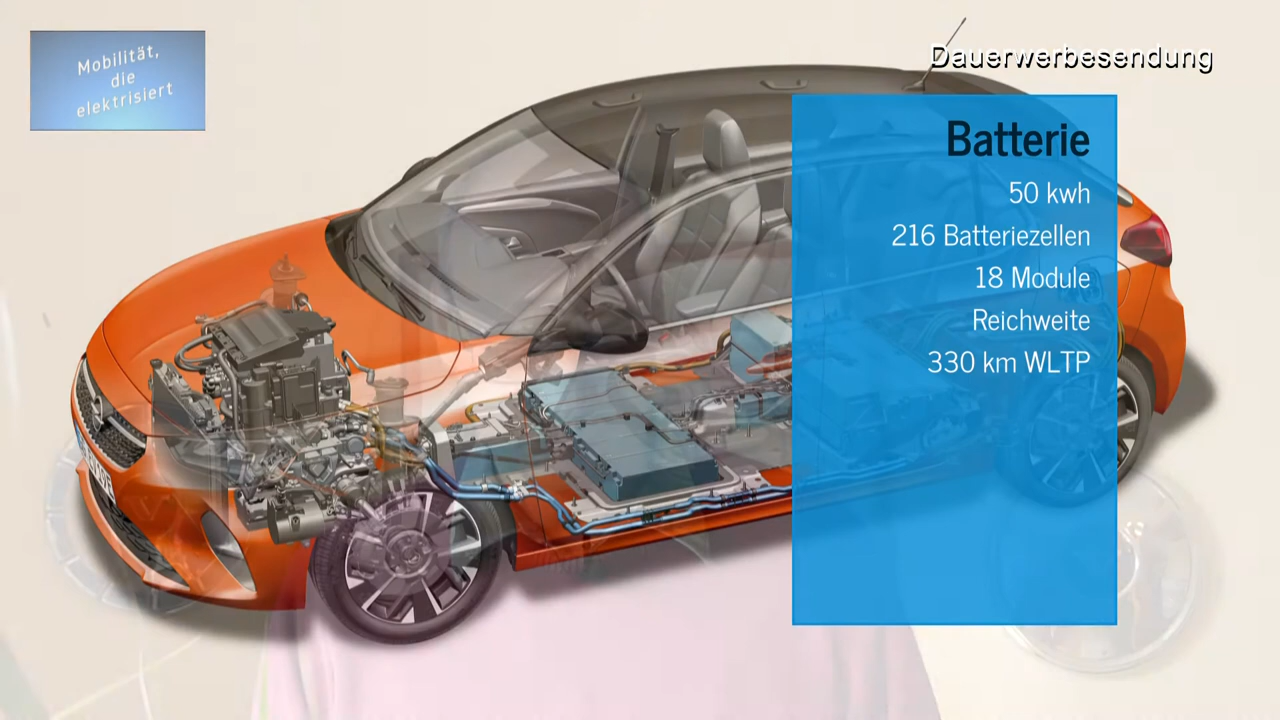 Mobilität,
die
elektrisiert
Dauerwerbesendung
Batterie
50 kwh
216 Batteriezellen
18 Module
Reichweite
330 km WLTP